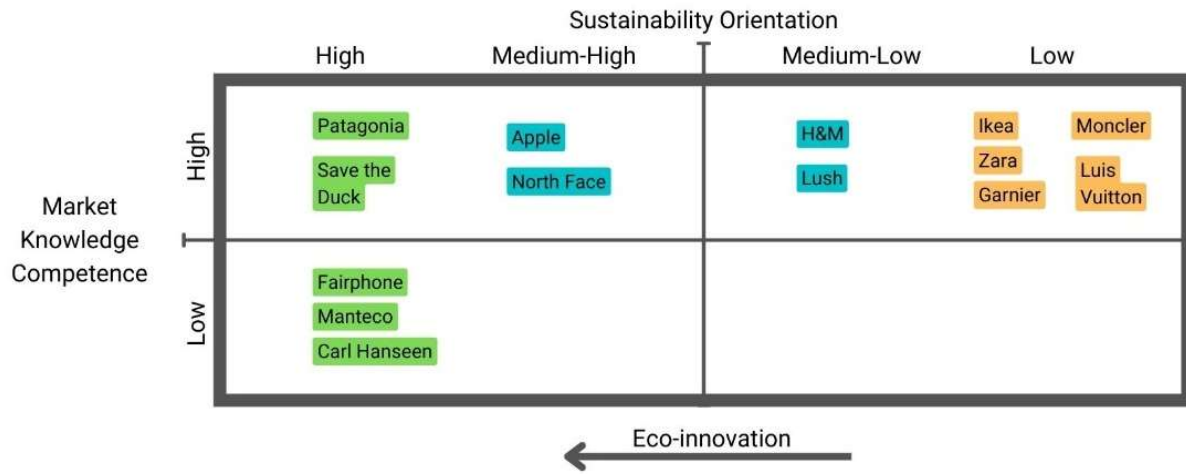 Sustainability Orientation
High
Medium-High
Medium-Low
Low
Market
Knowledge
Competence
High
Patagonia
Save the
Duck
Apple
North Face
H&M
Lush
Ikea
Zara
Garnier
Moncler
Luis
Vuitton
Low
Fairphone
Manteco
Carl Hanseen
Eco-innovation